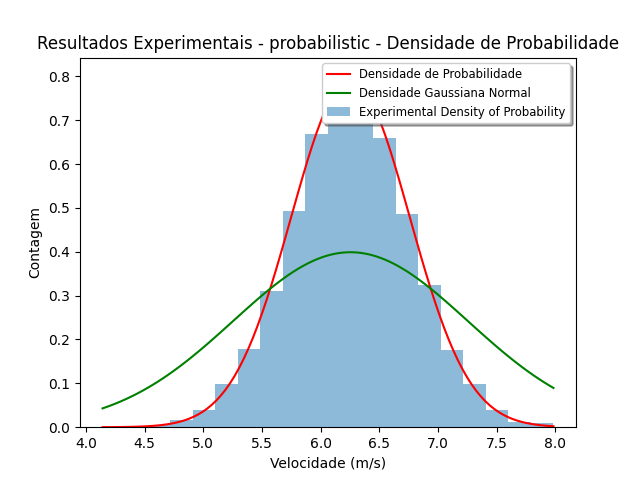 Resultados Experimentais - probabilistic - Densidade de Probabilidade
Densidade de Probabilidade
Densidade Gaussiana Normal
Experimental Density of Probability
Contagem
0.8
0.7
0.6
0.5
0.4
0.3
0.2
0.1
0.0
4.0 4.5 5.0 5.5 6.0 6.5 7.0 7.5 8.0
Velocidade (m/s)